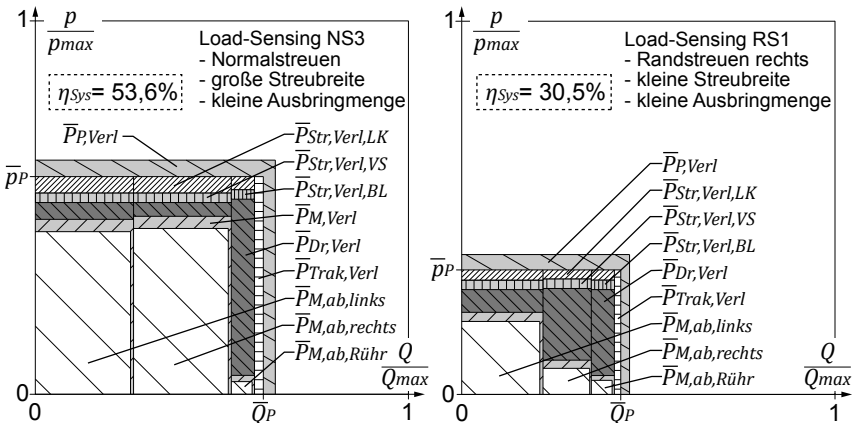 1
p
pmax
Load-Sensing NS3
- Normalstreuen
- große Streubreite
- kleine Ausbringmenge
ηSys= 53,6%
P̅P,Verl
P̅Str,Verl,LK
P̅Str,Verl,VS
P̅Str,Verl,BL
P̅M,Verl
P̅Dr,Verl
P̅Trak,Verl
P̅M,ab,links
P̅M,ab,rechts
P̅M,ab,Rühr
p̅P
0
0
Q̅P
1
Q
Qmax
1
p
pmax
Load-Sensing RS1
- Randstreuen rechts
- kleine Streubreite
- kleine Ausbringmenge
ηSys= 30,5%
P̅P,Verl
P̅Str,Verl,LK
P̅Str,Verl,VS
P̅Str,Verl,BL
P̅Dr,Verl
P̅Trak,Verl
P̅M,ab,links
P̅M,ab,rechts
P̅M,ab,Rühr
p̅P
0
0
Q̅P
1
Q
Qmax